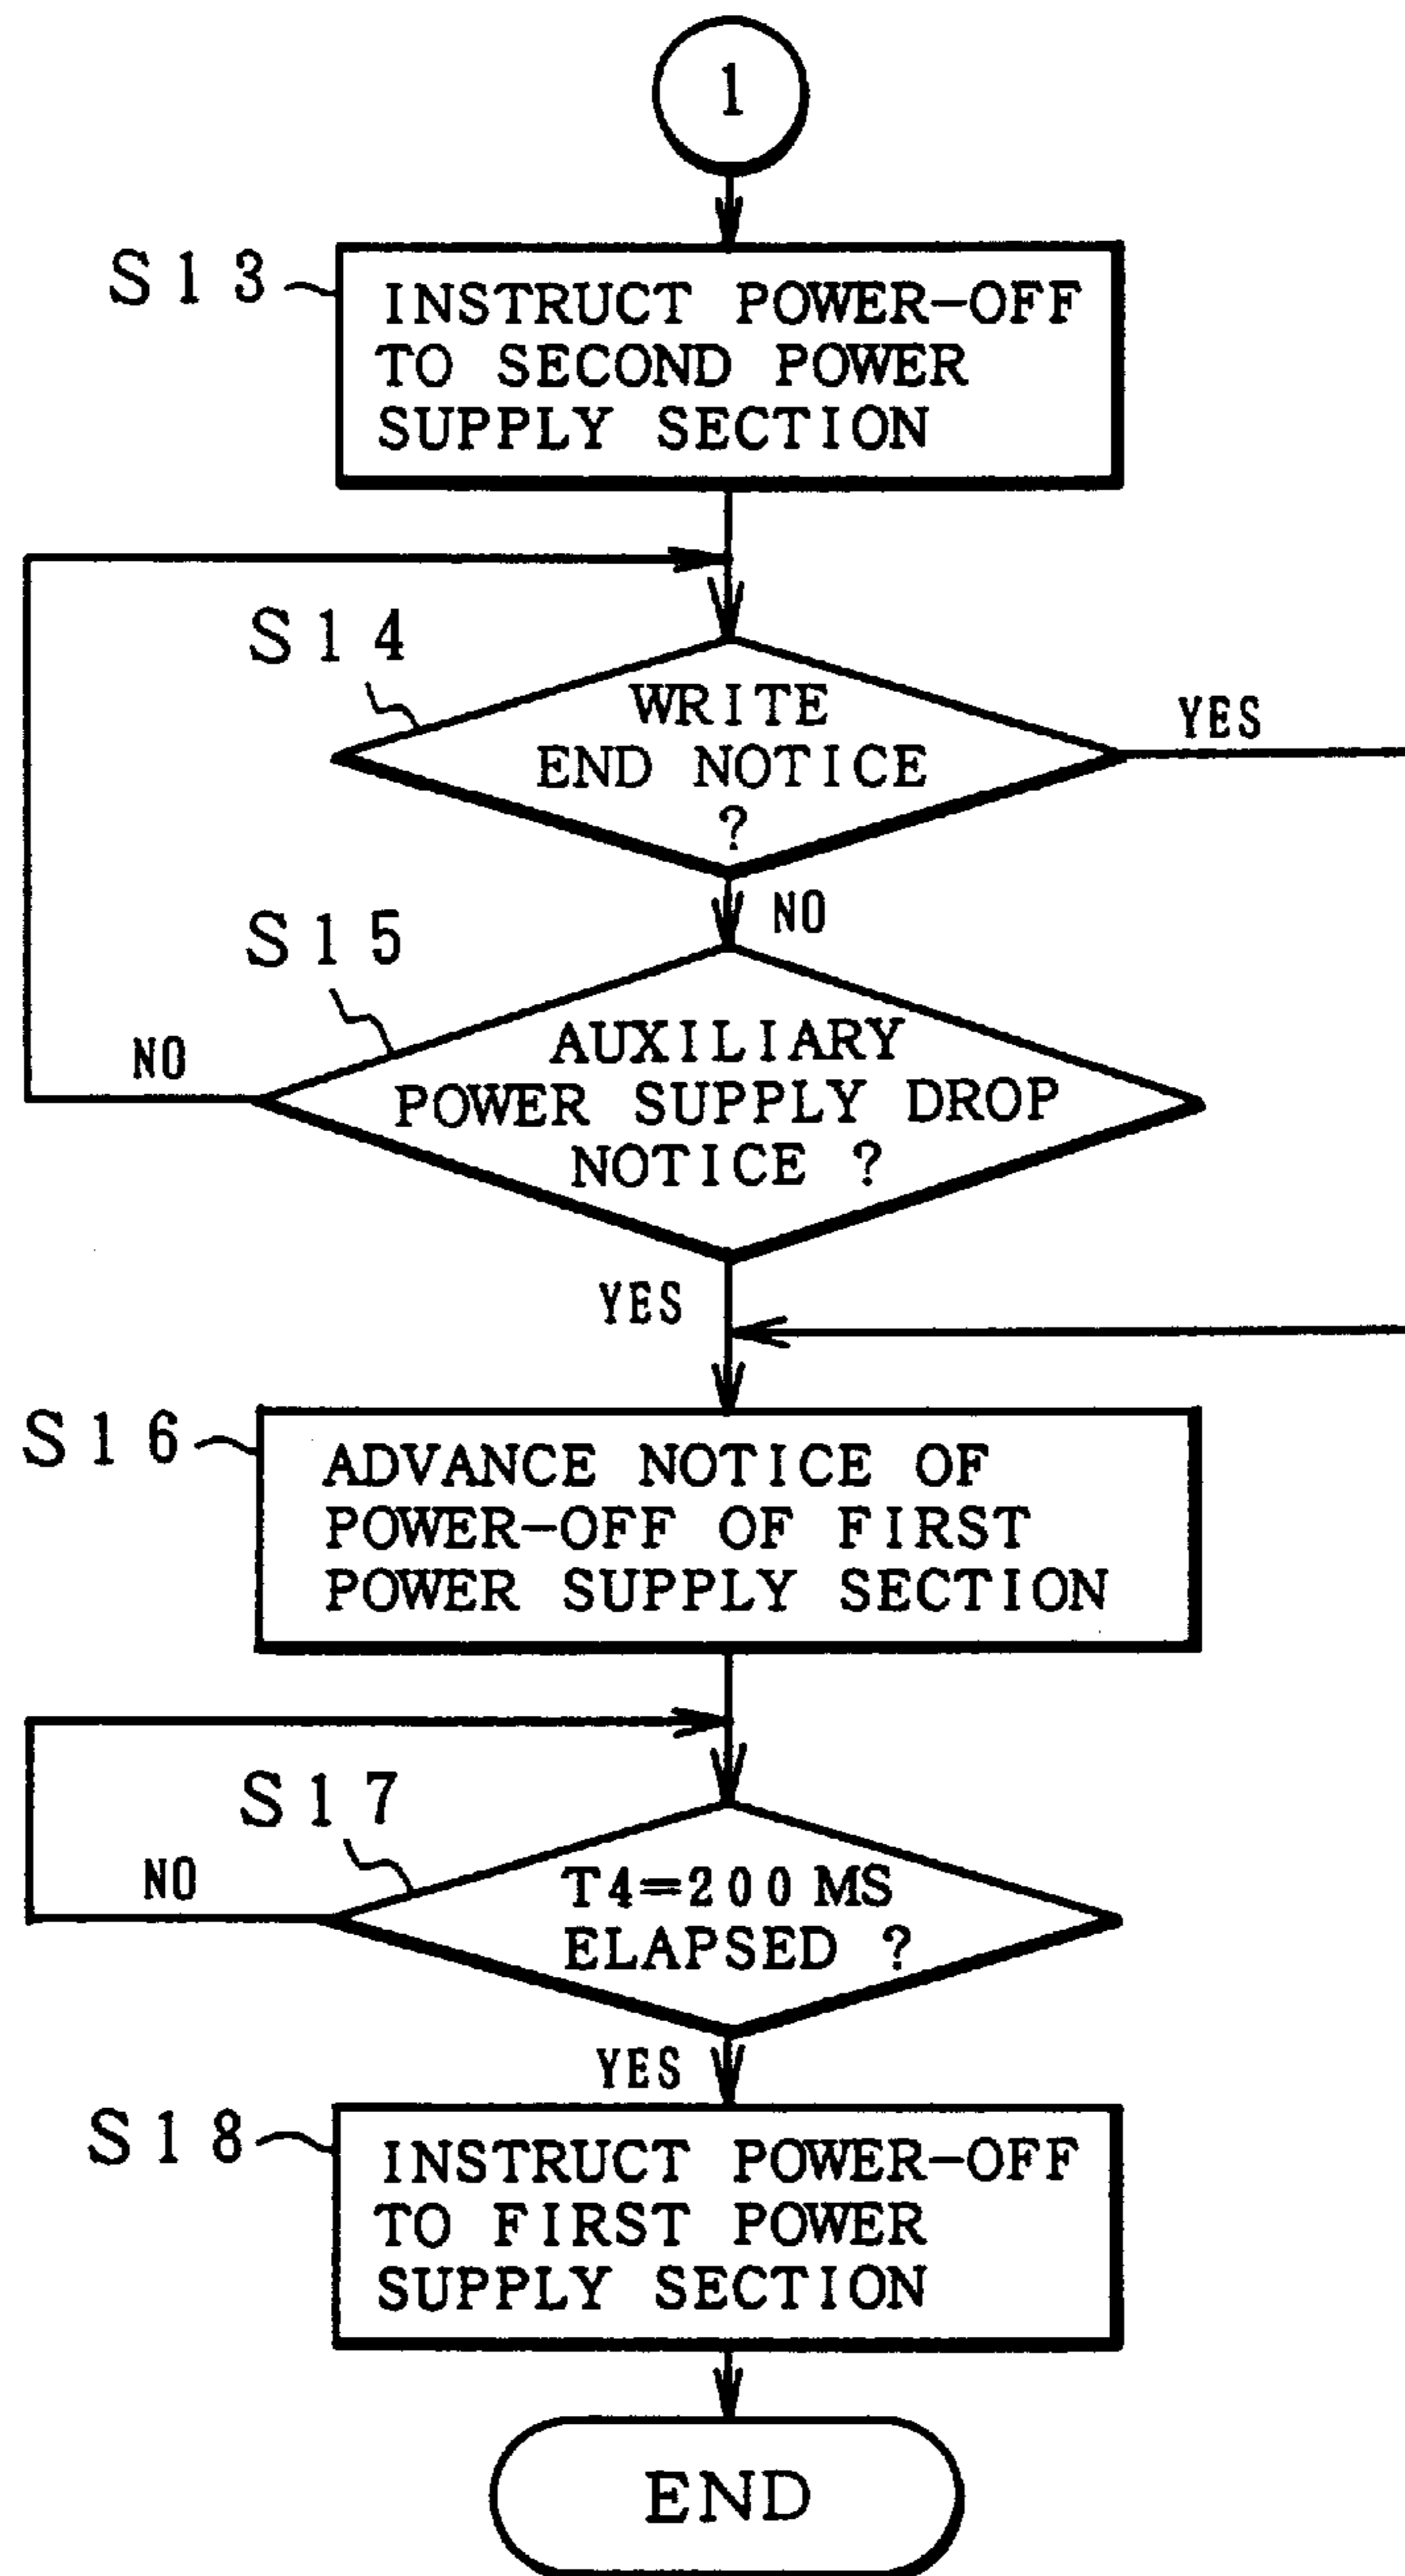 1
S13
INSTRUCT POWER-OFF
TO SECOND POWER
SUPPLY SECTION
S14
WRITE
END NOTICE
?
YES
NO
S15
AUXILIARY
POWER SUPPLY DROP
NOTICE ?
NO
YES
S16
ADVANCE NOTICE OF
POWER-OFF OF FIRST
POWER SUPPLY SECTION
S17
T4=200 MS
ELAPSED ?
NO
YES
S18
INSTRUCT POWER-OFF
TO FIRST POWER
SUPPLY SECTION
END